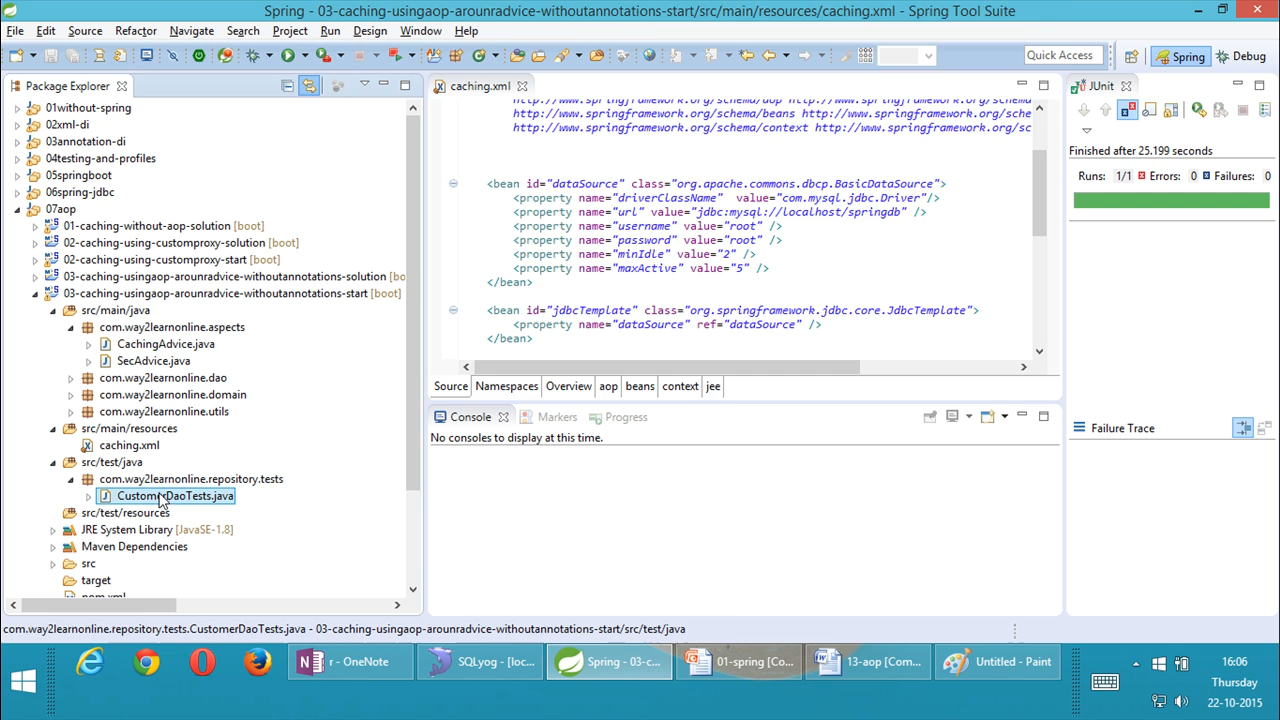 Spring - 03-caching-usingaop-arounradvice-withoutannotations-start/src/main/resources/caching.xml - Spring Tool Suite
File Edit Source Refactor Navigate Search Project Run Design Window Help
Quick Access
Spring
Debug
Package Explorer
01without-spring
02xml-di
03annotation-di
04testing-and-profiles
05springboot
06spring-jdbc
07aop
01-caching-without-aop-solution [boot]
02-caching-using-customproxy-solution [boot]
02-caching-using-customproxy-start [boot]
03-caching-usingaop-arounradvice-withoutannotations-solution [boot]
03-caching-usingaop-arounradvice-withoutannotations-start [boot]
src/main/java
com.way2learnonline.aspects
CachingAdvice.java
SecAdvice.java
com.way2learnonline.dao
com.way2learnonline.domain
com.way2learnonline.utils
src/main/resources
caching.xml
src/test/java
com.way2learnonline.repository.tests
CustomerDaoTests.java
src/test/resources
JRE System Library [JavaSE-1.8]
Maven Dependencies
src
target
pom.xml
caching.xml
http://www.springframework.org/schema/aop http://www.springframework.org/schema
http://www.springframework.org/schema/beans http://www.springframework.org/sche
http://www.springframework.org/schema/context http://www.springframework.org/sc
<bean id="dataSource" class="org.apache.commons.dbcp.BasicDataSource">
<property name="driverClassName" value="com.mysql.jdbc.Driver"/>
<property name="url" value="jdbc:mysql://localhost/springdb" />
<property name="username" value="root" />
<property name="password" value="root" />
<property name="minIdle" value="2" />
<property name="maxActive" value="5" />
</bean>
<bean id="jdbcTemplate" class="org.springframework.jdbc.core.JdbcTemplate">
<property name="dataSource" ref="dataSource" />
</bean>
Source Namespaces Overview aop beans context jee
Console Markers Progress
No consoles to display at this time.
JUnit
Finished after 25.199 seconds
Runs: 1/1 Errors: 0 Failures: 0
Failure Trace
com.way2learnonline.repository.tests.CustomerDaoTests.java - 03-caching-usingaop-arounradvice-withoutannotations-start/src/test/java
r - OneNote
SQLyog - [loc...
Spring - 03-c...
01-spring [Co...
13-aop [Com...
Untitled - Paint
16:06
Thursday
22-10-2015